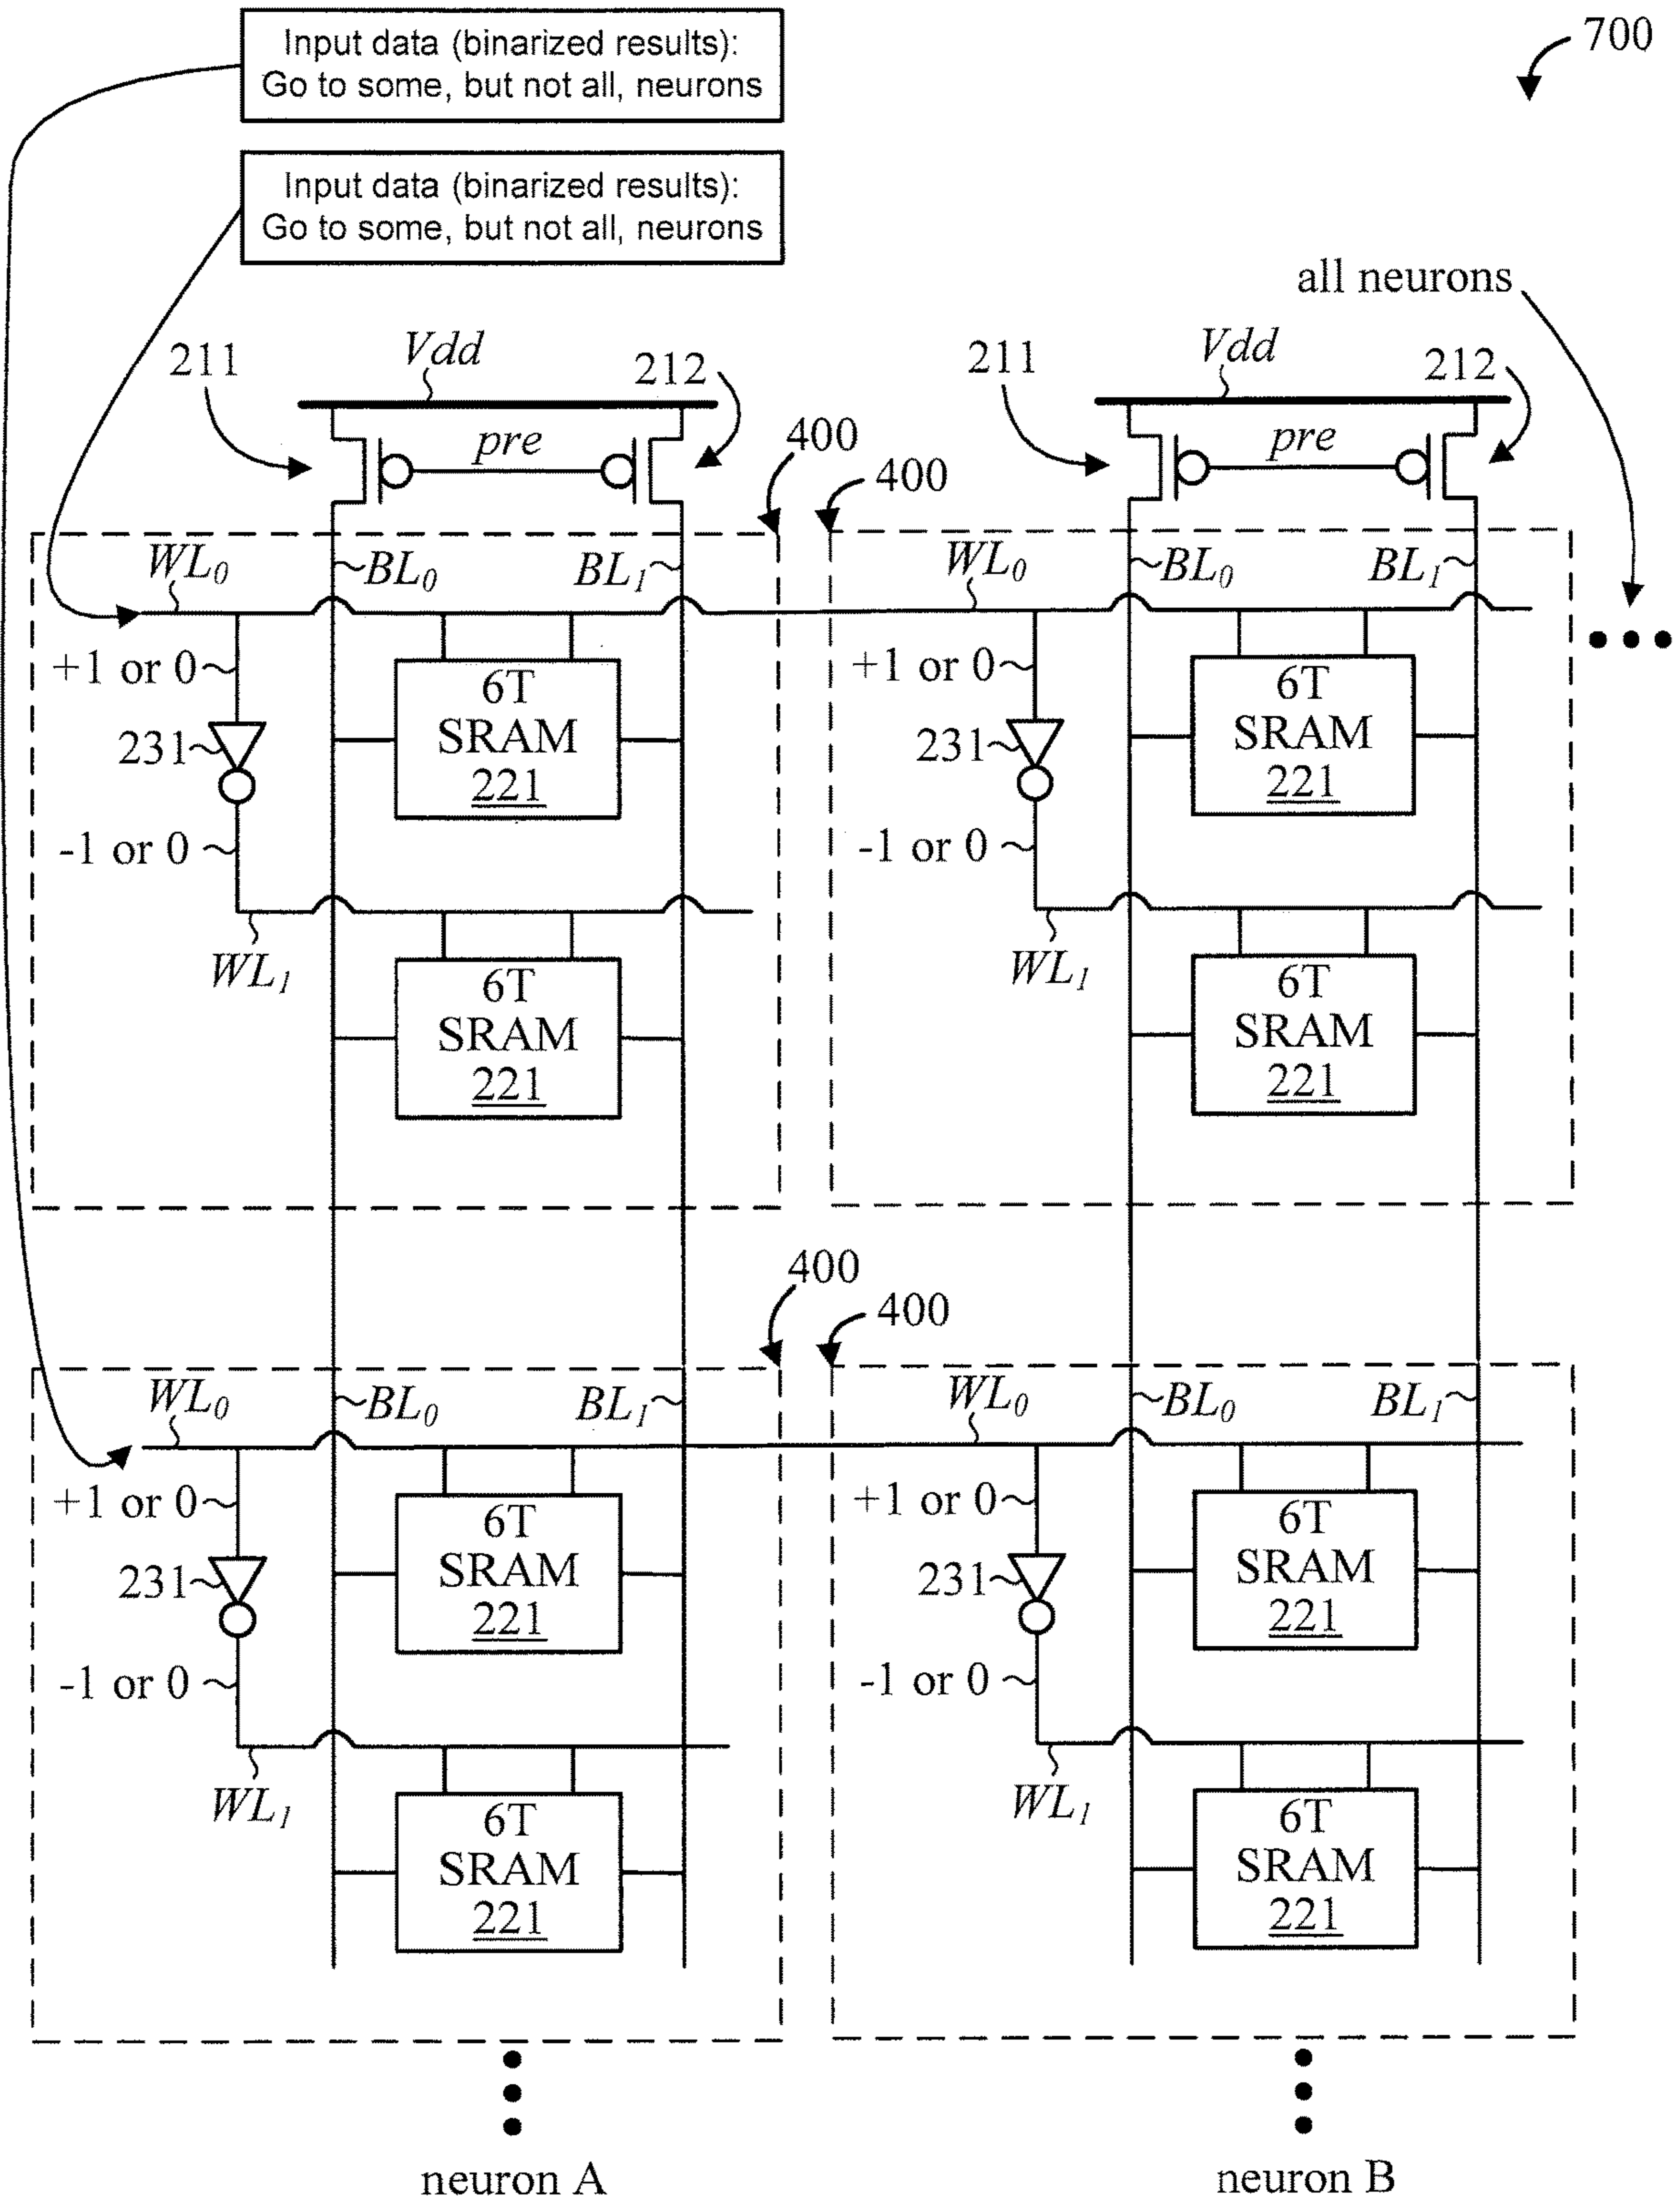 Input data (binarized results):
Go to some, but not all, neurons
700
Input data (binarized results):
Go to some, but not all, neurons
all neurons
211
Vdd
212
211
Vdd
212
pre
400
400
pre
WL0
BL0
BL1
WL0
BL0
BL1
+1 or 0
6T
SRAM
221
+1 or 0
6T
SRAM
221
231
231
-1 or 0
-1 or 0
WL1
6T
SRAM
221
WL1
6T
SRAM
221
400
400
WL0
BL0
BL1
WL0
BL0
BL1
+1 or 0
6T
SRAM
221
+1 or 0
6T
SRAM
221
231
231
-1 or 0
-1 or 0
WL1
6T
SRAM
221
WL1
6T
SRAM
221
neuron A
neuron B